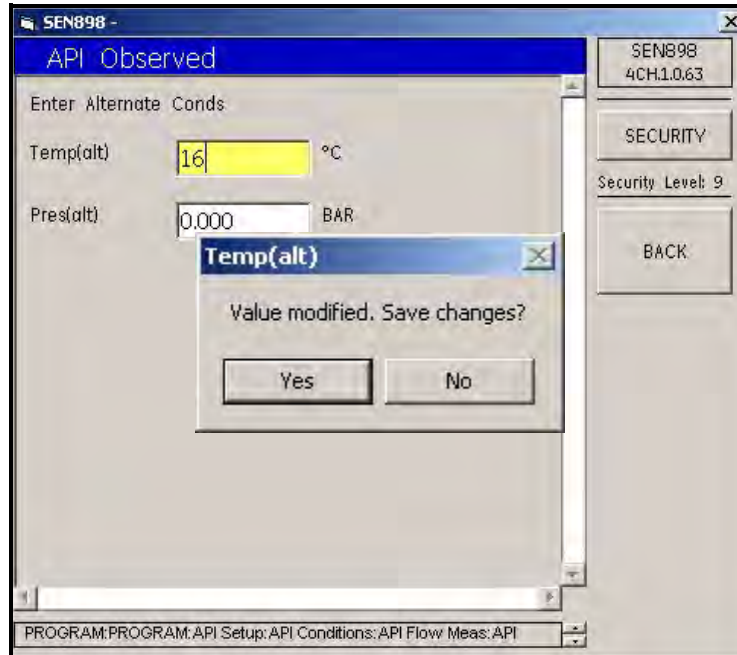 SEN898 -
API Observed
SEN898
4CH.1.0.63
Enter Alternate Conds
SECURITY
Temp(alt) 16 °C
Security Level: 9
Pres(alt) 0.000 BAR
BACK
Temp(alt)
Value modified. Save changes?
Yes No
PROGRAM:PROGRAM:API Setup:API Conditions:API Flow Meas:API